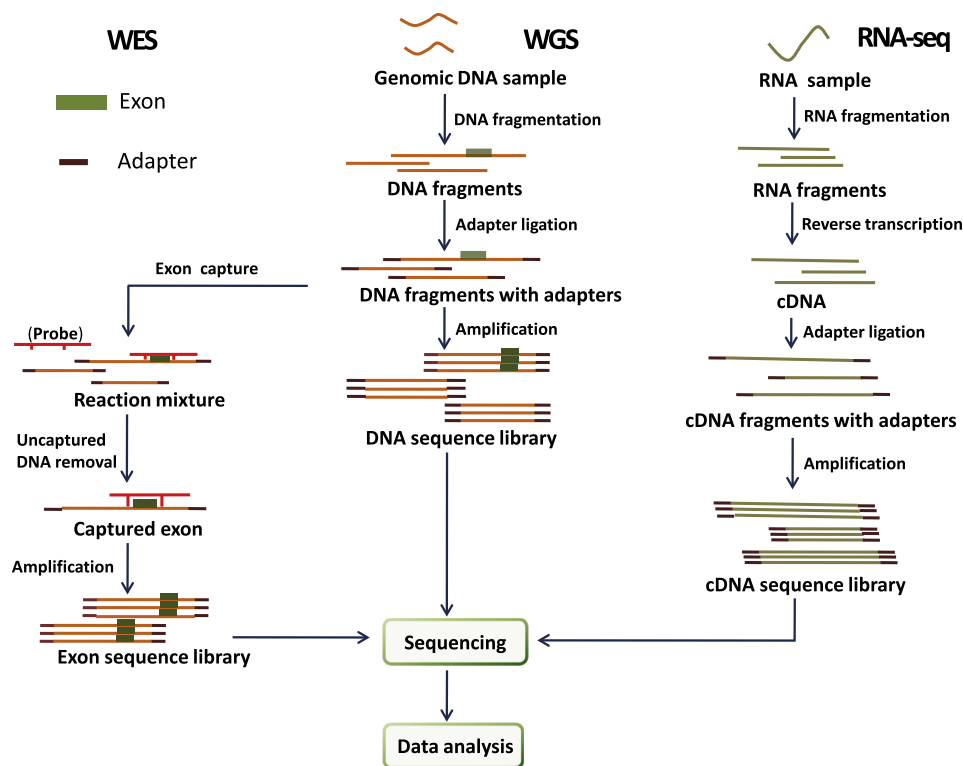 WES
Exon
Adapter
WGS
Genomic DNA sample
DNA fragmentation
DNA fragments
Adapter ligation
DNA fragments with adapters
Amplification
DNA sequence library
Exon capture
(Probe)
Reaction mixture
Uncaptured
DNA removal
Captured exon
Amplification
Exon sequence library
RNA-seq
RNA sample
RNA fragmentation
RNA fragments
Reverse transcription
cDNA
Adapter ligation
cDNA fragments with adapters
Amplification
cDNA sequence library
Sequencing
Data analysis